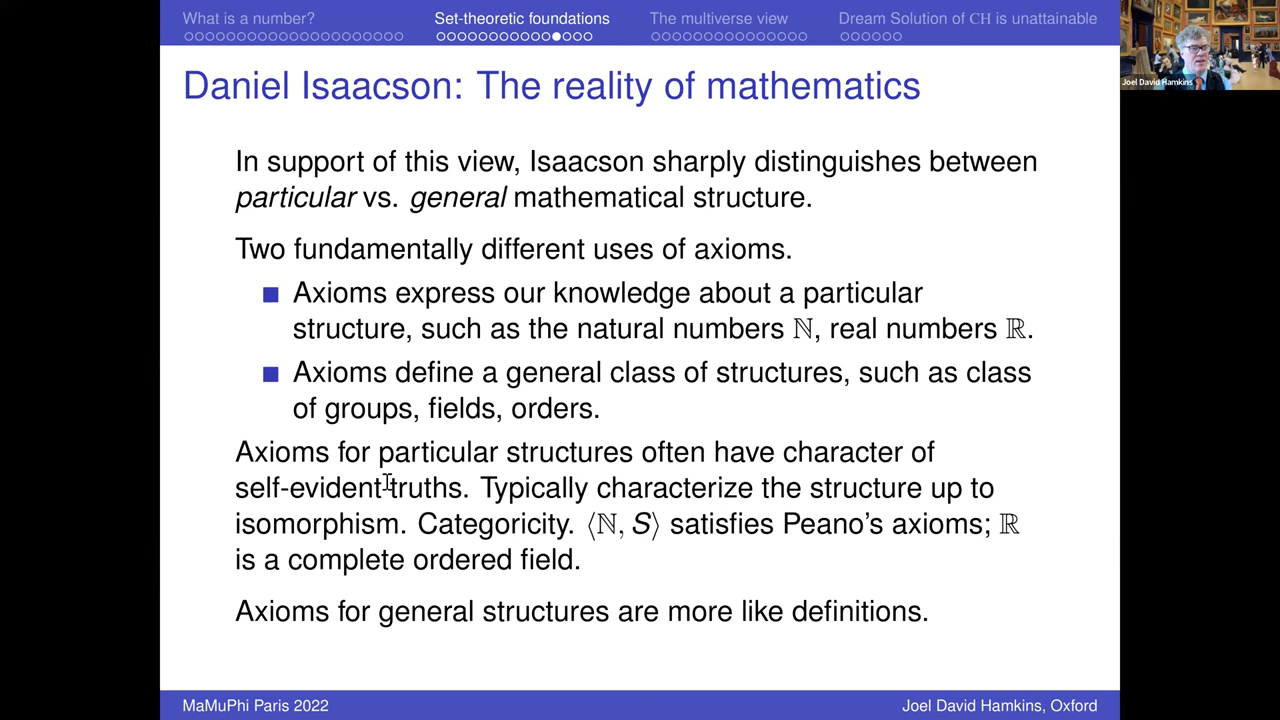 What is a number?
Set-theoretic foundations
The multiverse view
Dream Solution of CH is unattainable
Joel David Hamkins
Daniel Isaacson: The reality of mathematics
In support of this view, Isaacson sharply distinguishes between
particular vs. general mathematical structure.
Two fundamentally different uses of axioms.
Axioms express our knowledge about a particular
structure, such as the natural numbers ℕ, real numbers ℝ.
Axioms define a general class of structures, such as class
of groups, fields, orders.
Axioms for particular structures often have character of
self-evident truths. Typically characterize the structure up to
isomorphism. Categoricity. ⟨ℕ, S⟩ satisfies Peano's axioms; ℝ
is a complete ordered field.
Axioms for general structures are more like definitions.
MaMuPhi Paris 2022
Joel David Hamkins, Oxford